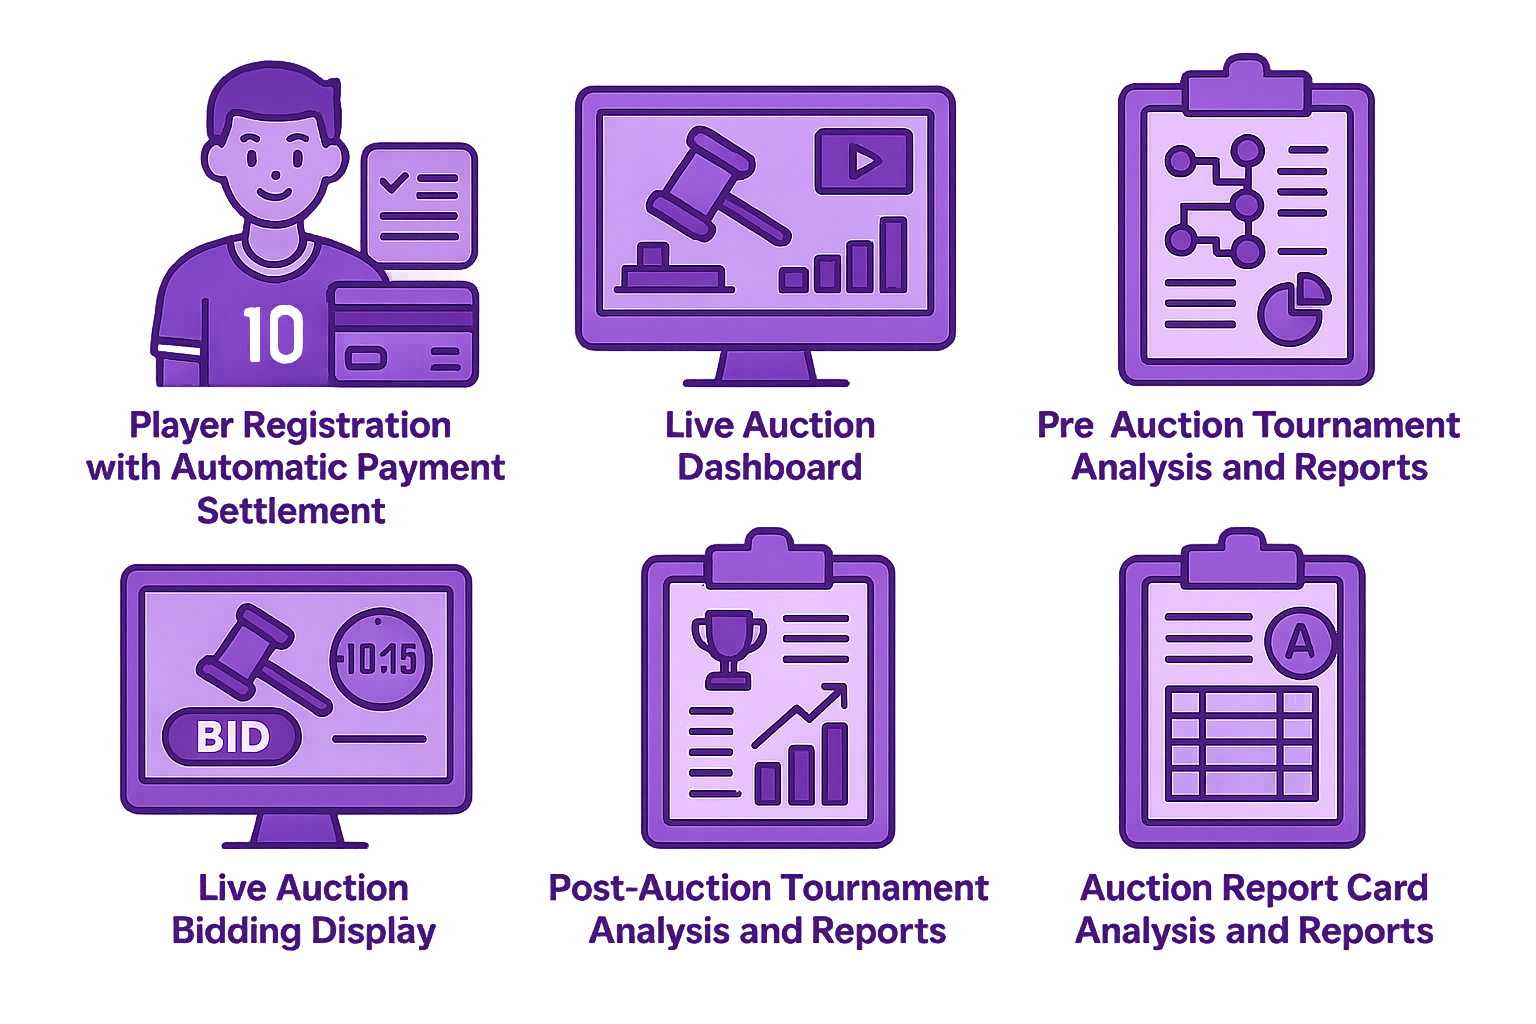 10
Player Registration
with Automatic Payment
Settlement
Live Auction
Dashboard
Pre Auction Tournament
Analysis and Reports
10:15
BID
Live Auction
Bidding Display
A
Post-Auction Tournament
Analysis and Reports
Auction Report Card
Analysis and Reports